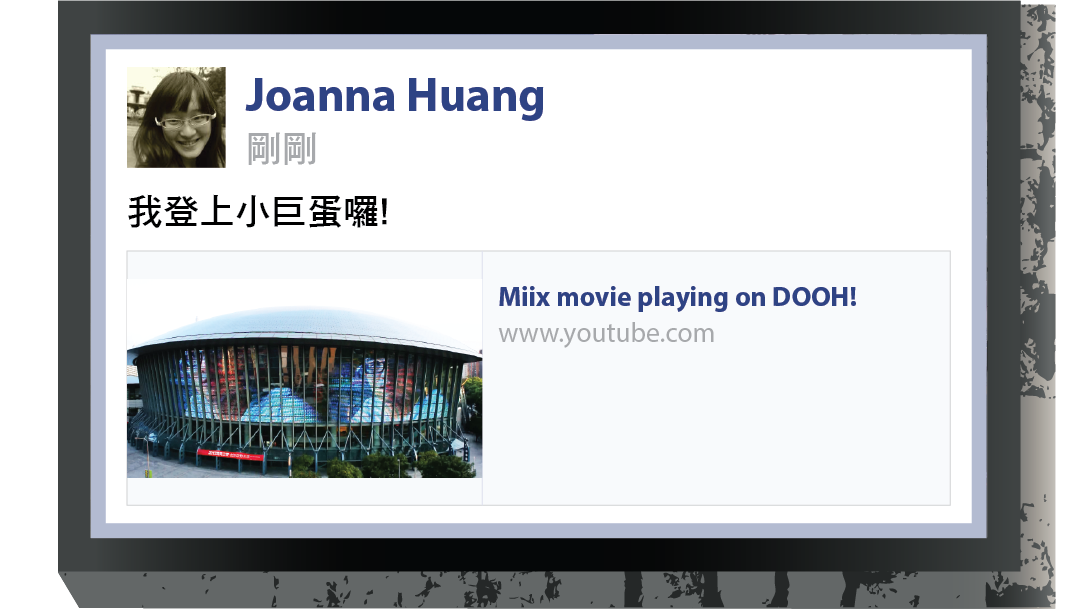 Joanna Huang
剛剛
我登上小巨蛋囉!
Miix movie playing on DOOH!
www.youtube.com